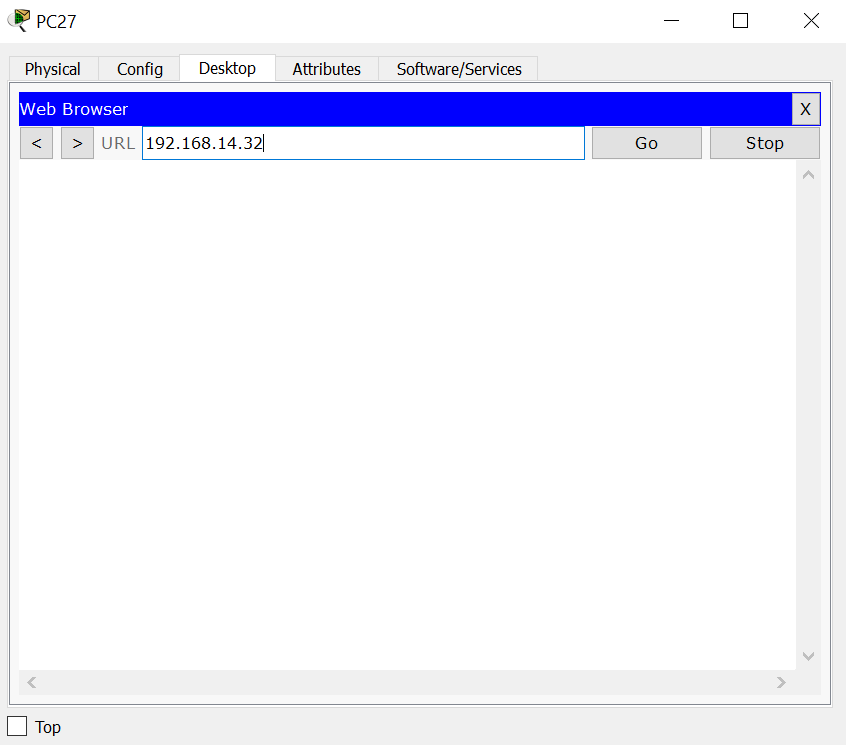 PC27
Physical Config Desktop Attributes Software/Services
Web Browser X
< > URL 192.168.14.32 Go Stop
Top